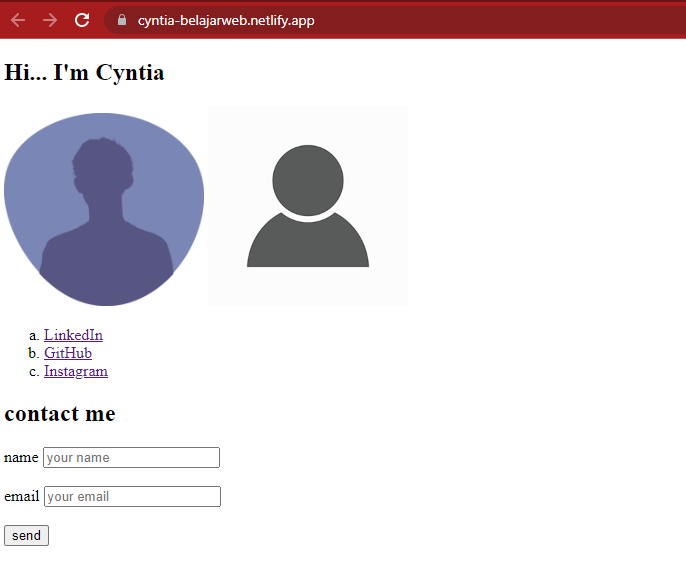 cyntia-belajarweb.netlify.app
Hi... I'm Cyntia
a. LinkedIn
b. GitHub
c. Instagram
contact me
name your name
email your email
send